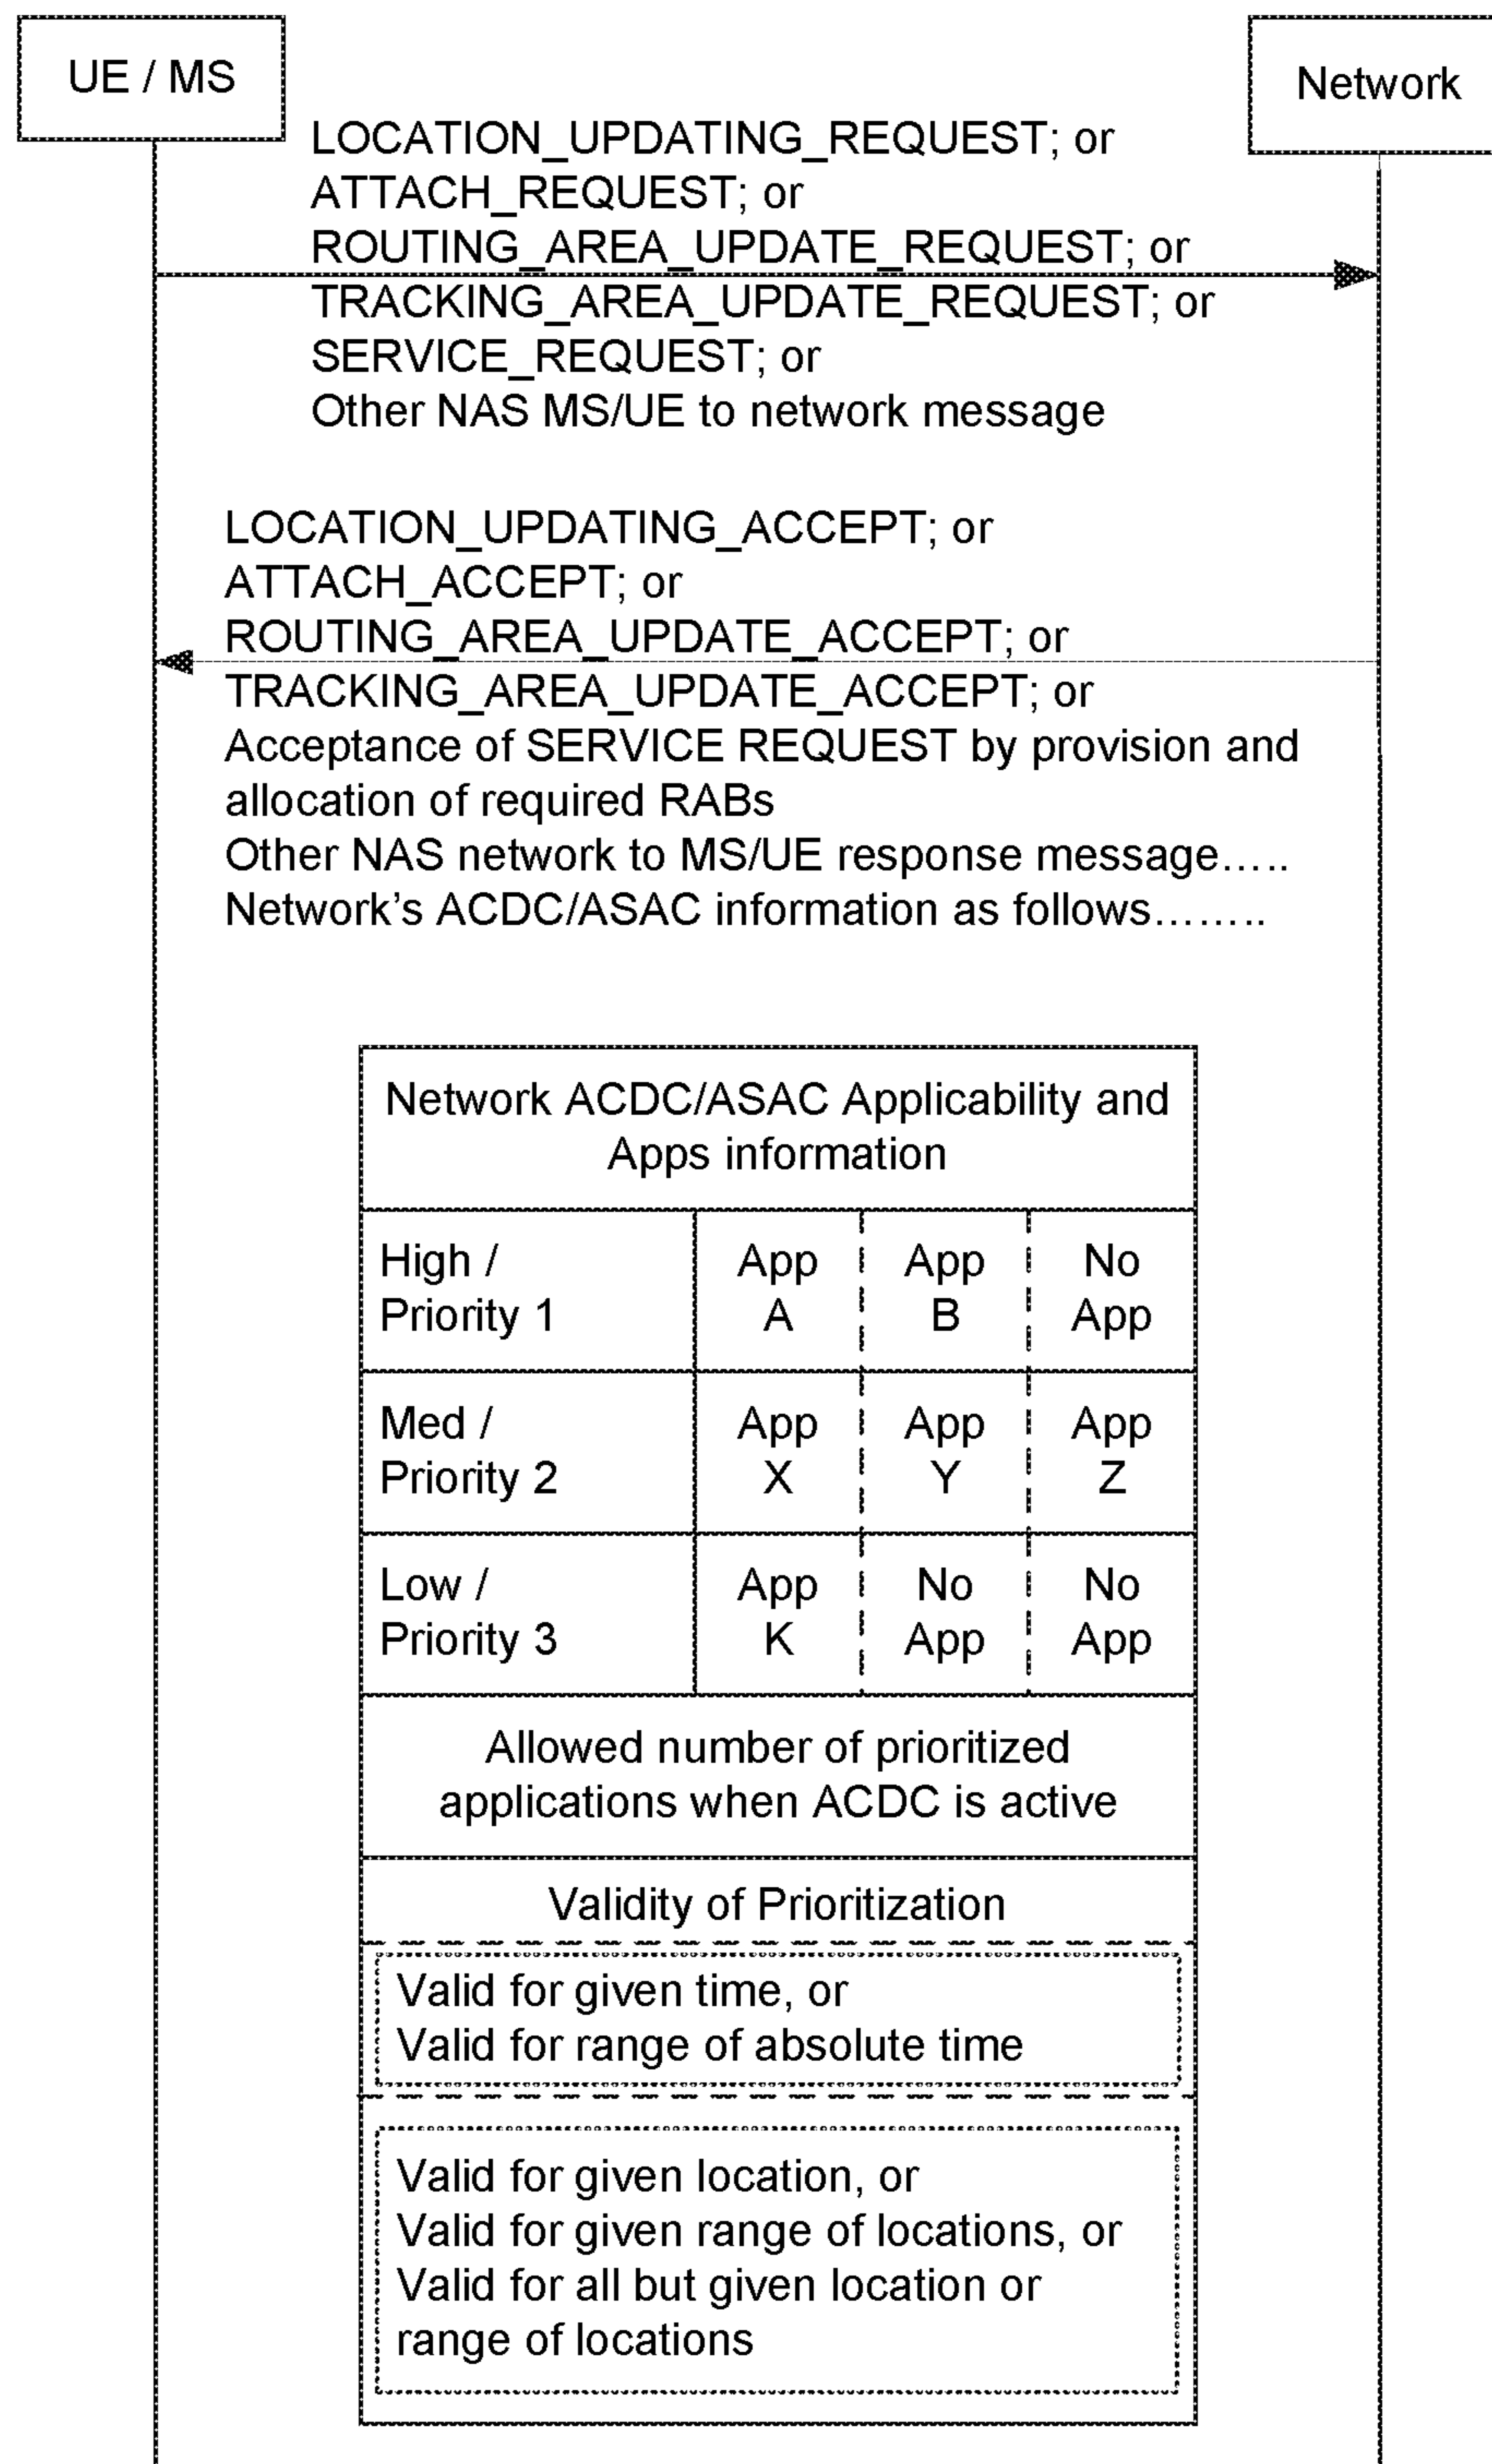 UE / MS
Network
LOCATION_UPDATING_REQUEST; or
ATTACH_REQUEST; or
ROUTING_AREA_UPDATE_REQUEST; or
TRACKING_AREA_UPDATE_REQUEST; or
SERVICE_REQUEST; or
Other NAS MS/UE to network message
LOCATION_UPDATING_ACCEPT; or
ATTACH_ACCEPT; or
ROUTING_AREA_UPDATE_ACCEPT; or
TRACKING_AREA_UPDATE_ACCEPT; or
Acceptance of SERVICE REQUEST by provision and
allocation of required RABs
Other NAS network to MS/UE response message…..
Network’s ACDC/ASAC information as follows……..
Network ACDC/ASAC Applicability and
Apps information
High / App App No
Priority 1 A B App
Med / App App App
Priority 2 X Y Z
Low / App No No
Priority 3 K App App
Allowed number of prioritized
applications when ACDC is active
Validity of Prioritization
Valid for given time, or
Valid for range of absolute time
Valid for given location, or
Valid for given range of locations, or
Valid for all but given location or
range of locations